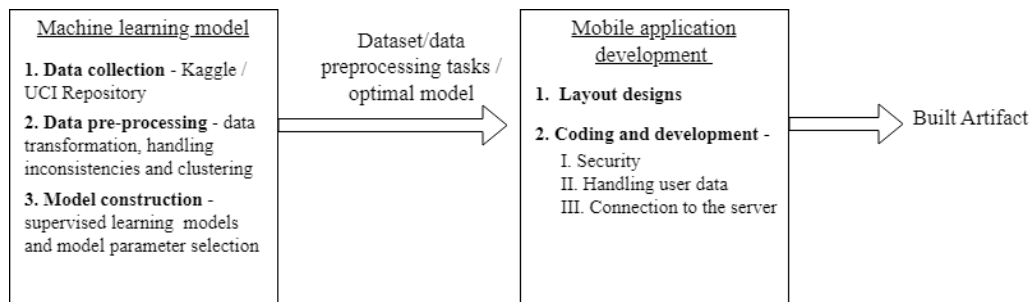 Machine learning model
1. Data collection - Kaggle /
UCI Repository
2. Data pre-processing - data
transformation, handling
inconsistencies and clustering
3. Model construction -
supervised learning models
and model parameter selection
Dataset/data
preprocessing tasks /
optimal model
Mobile application
development
1. Layout designs
2. Coding and development -
I. Security
II. Handling user data
III. Connection to the server
Built Artifact